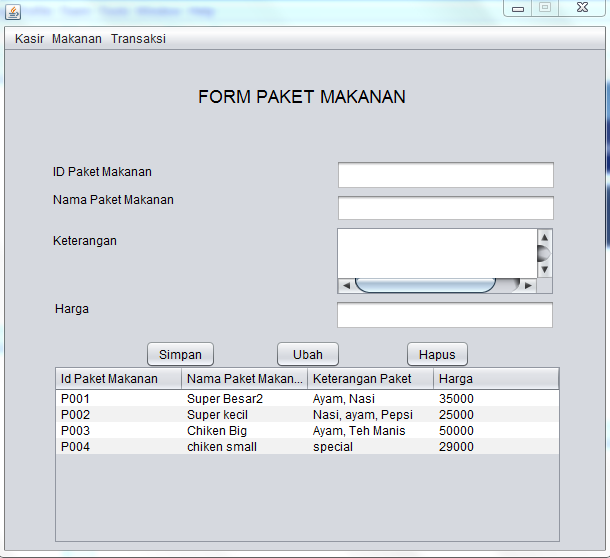 Kasir Makanan Transaksi
FORM PAKET MAKANAN
ID Paket Makanan
Nama Paket Makanan
Keterangan
Harga
Simpan Ubah Hapus
Id Paket Makanan Nama Paket Makan... Keterangan Paket Harga
P001 Super Besar2 Ayam, Nasi 35000
P002 Super kecil Nasi, ayam, Pepsi 25000
P003 Chiken Big Ayam, Teh Manis 50000
P004 chiken small special 29000